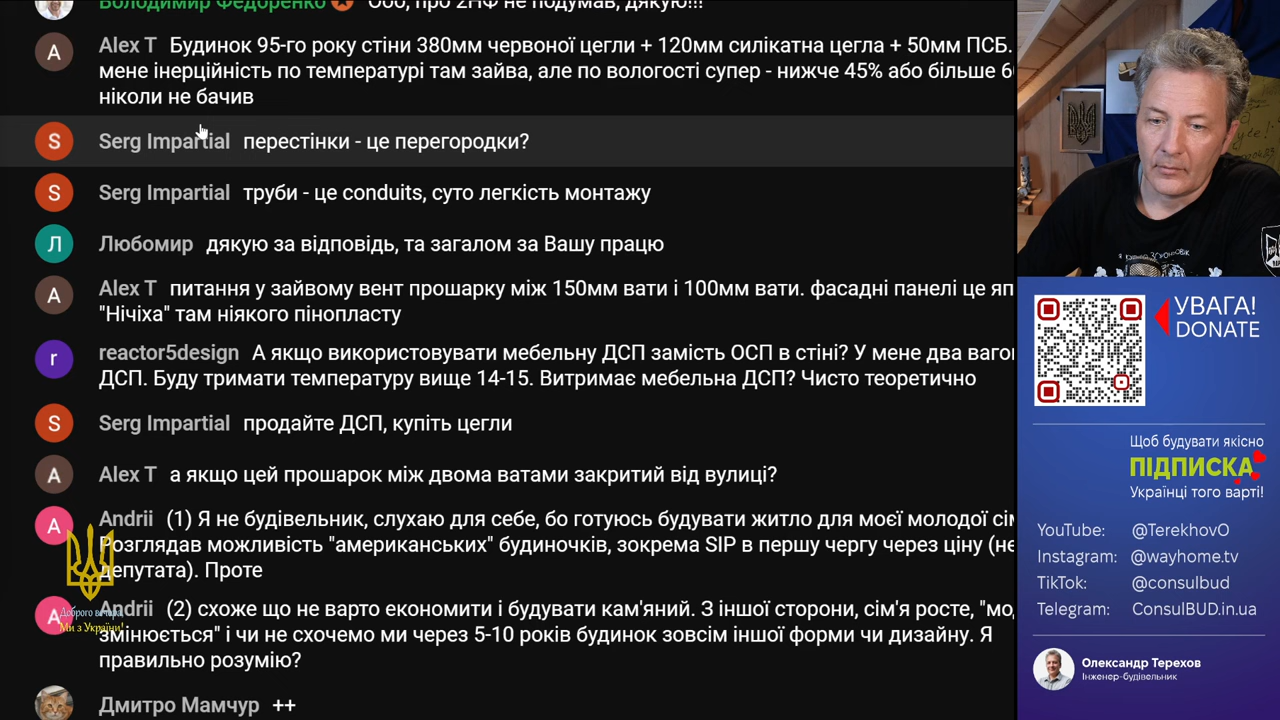 Володимир Федоренко Ооо, про 2НФ не подумав, дякую!!!
Alex T Будинок 95-го року стіни 380мм червоної цегли + 120мм силікатна цегла + 50мм ПСБ.
мене інерційність по температурі там зайва, але по вологості супер - нижче 45% або більше
ніколи не бачив
Serg Impartial перестінки - це перегородки?
Serg Impartial труби - це conduits, суто легкість монтажу
Любомир дякую за відповідь, та загалом за Вашу працю
Alex T питання у зайвому вент прошарку між 150мм вати і 100мм вати. фасадні панелі це
"Нічіха" там ніякого пінопласту
reactor5design А якщо використовувати мебельну ДСП замість ОСП в стіні? У мене два
ДСП. Буду тримати температуру вище 14-15. Витримає мебельна ДСП? Чисто теоретично
Serg Impartial продайте ДСП, купіть цегли
Alex T а якщо цей прошарок між двома ватами закритий від вулиці?
Andrii (1) Я не будівельник, слухаю для себе, бо готуюсь будувати житло для моєї молодої
Розглядав можливість "американських" будиночків, зокрема SIP в першу чергу через ціну
депутата). Проте
Andrii (2) схоже що не варто економити і будувати кам'яний. З іншої сторони, сім'я росте,
змінюється" і чи не схочемо ми через 5-10 років будинок зовсім іншої форми чи дизайну. Я
правильно розумію?
Дмитро Мамчур ++
Доброго вечора
Ми з України!
УВАГА!
DONATE
Щоб будувати якісно
ПІДПИСКА
Українці того варті!
YouTube: @TerekhovO
Instagram: @wayhome.tv
TikTok: @consulbud
Telegram: ConsulBUD.in.ua
Олександр Терехов
Інженер-будівельник